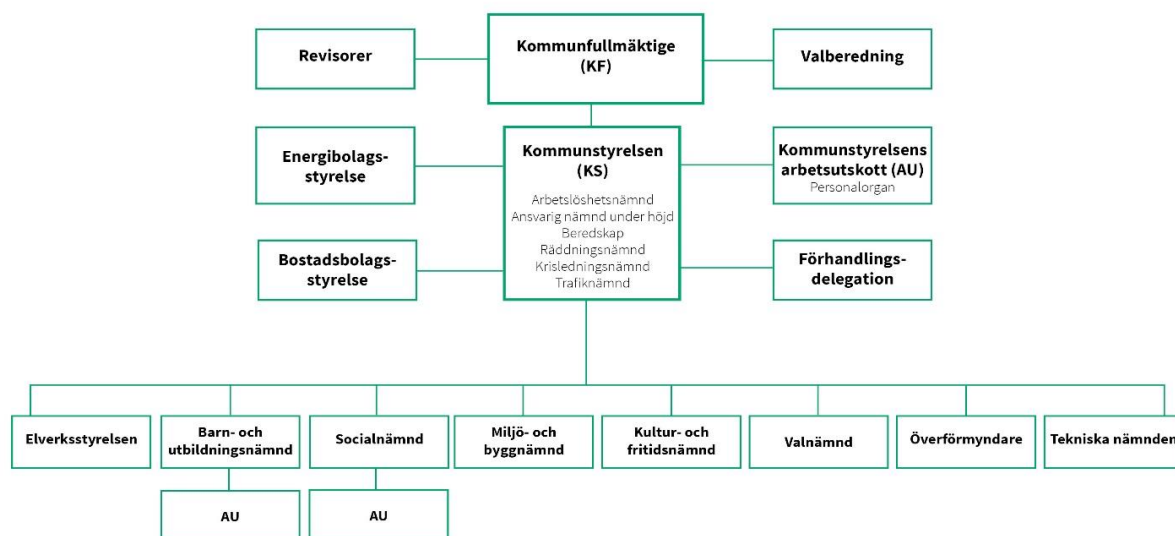 Revisorer
Kommunfullmäktige
(KF)
Valberedning
Energibolags-
styrelse
Kommunstyrelsen
(KS)
Arbetslöshetsnämnd
Ansvarig nämnd under höjd
Beredskap
Räddningsnämnd
Krisledningsnämnd
Trafiknämnd
Kommunstyrelsens
arbetsutskott (AU)
Personalorgan
Bostadsbolags-
styrelse
Förhandlings-
delegation
Elverksstyrelsen
Barn- och
utbildningsnämnd
Socialnämnd
Miljö- och
byggnämnd
Kultur- och
fritidsnämnd
Valnämnd
Överförmyndare
Tekniska nämnden
AU
AU